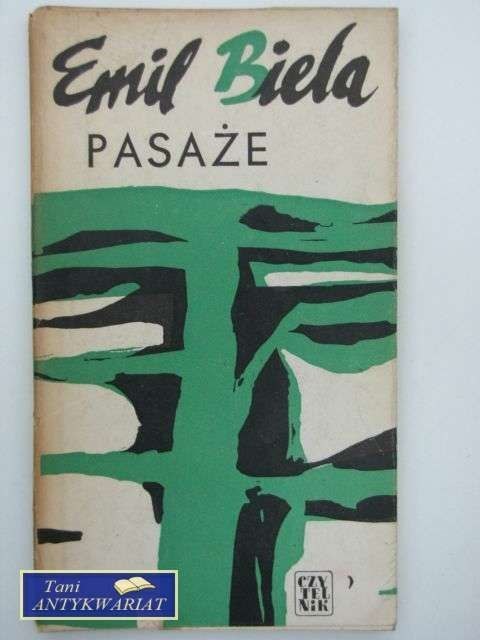 Emil Biela
PASAŻE
CZY
TEL
NIK
Tani
ANTYKWARIAT